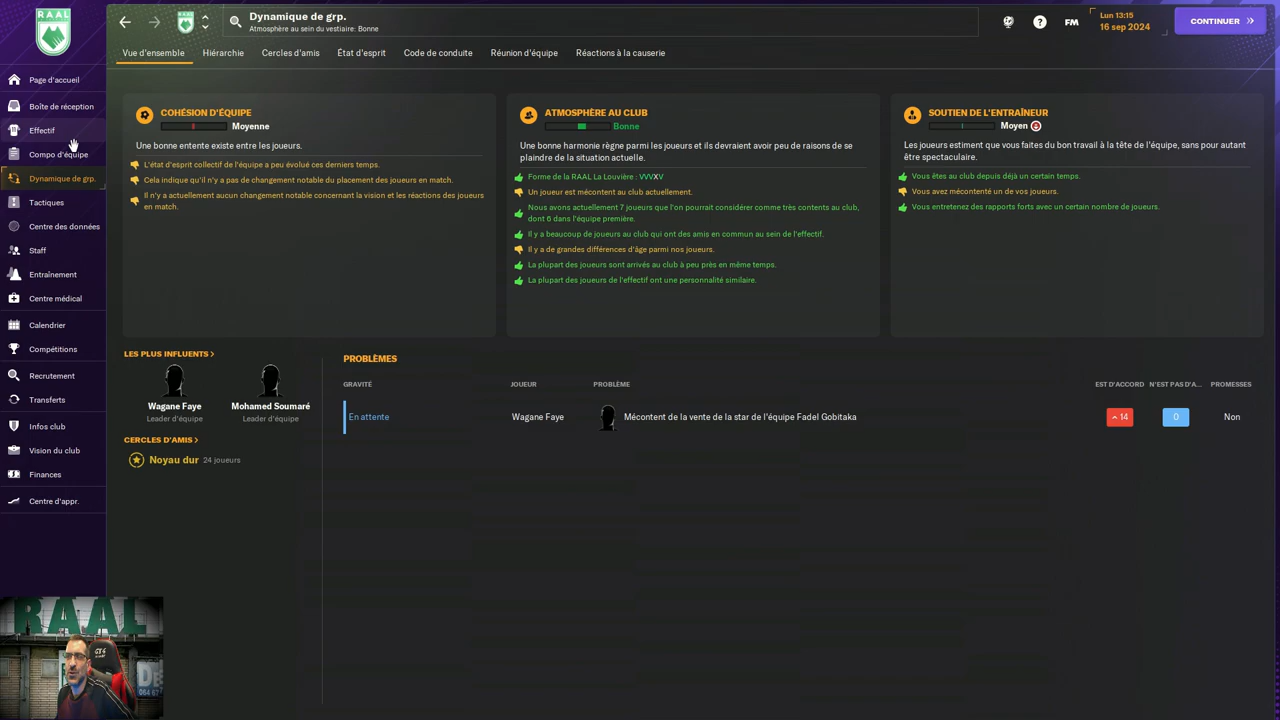 RAAL
Dynamique de grp.
Atmosphère au sein du vestiaire: Bonne
FM
Lun 13:15
16 sep 2024
CONTINUER
Vue d'ensemble
Hiérarchie
Cercles d'amis
État d'esprit
Code de conduite
Réunion d'équipe
Réactions à la causerie
Page d'accueil
Boîte de réception
Effectif
Compo d'équipe
Dynamique de grp.
Tactiques
Centre des données
Staff
Entraînement
Centre médical
Calendrier
Compétitions
Recrutement
Transferts
Infos club
Vision du club
Finances
Centre d'appr.
COHÉSION D'ÉQUIPE
Moyenne
Une bonne entente existe entre les joueurs.
L'état d'esprit collectif de l'équipe a peu évolué ces derniers temps.
Cela indique qu'il n'y a pas de changement notable du placement des joueurs en match.
Il n'y a actuellement aucun changement notable concernant la vision et les réactions des joueurs
en match.
ATMOSPHÈRE AU CLUB
Bonne
Une bonne harmonie règne parmi les joueurs et ils devraient avoir peu de raisons de se
plaindre de la situation actuelle.
Forme de la RAAL La Louvière : VVVXV
Un joueur est mécontent au club actuellement.
Nous avons actuellement 7 joueurs que l'on pourrait considérer comme très contents au club,
dont 6 dans l'équipe première.
Il y a beaucoup de joueurs au club qui ont des amis en commun au sein de l'effectif.
Il y a de grandes différences d'âge parmi nos joueurs.
La plupart des joueurs sont arrivés au club à peu près en même temps.
La plupart des joueurs de l'effectif ont une personnalité similaire.
SOUTIEN DE L'ENTRAÎNEUR
Moyen
Les joueurs estiment que vous faites du bon travail à la tête de l'équipe, sans pour autant
être spectaculaire.
Vous êtes au club depuis déjà un certain temps.
Vous avez mécontenté un de vos joueurs.
Vous entretenez des rapports forts avec un certain nombre de joueurs.
LES PLUS INFLUENTS >
Wagane Faye
Leader d'équipe
Mohamed Soumaré
Leader d'équipe
CERCLES D'AMIS >
Noyau dur 24 joueurs
PROBLÈMES
GRAVITÉ
JOUEUR
PROBLÈME
EST D'ACCORD
N'EST PAS D'A...
PROMESSES
En attente
Wagane Faye
Mécontent de la vente de la star de l'équipe Fadel Gobitaka
14
0
Non
RAAL